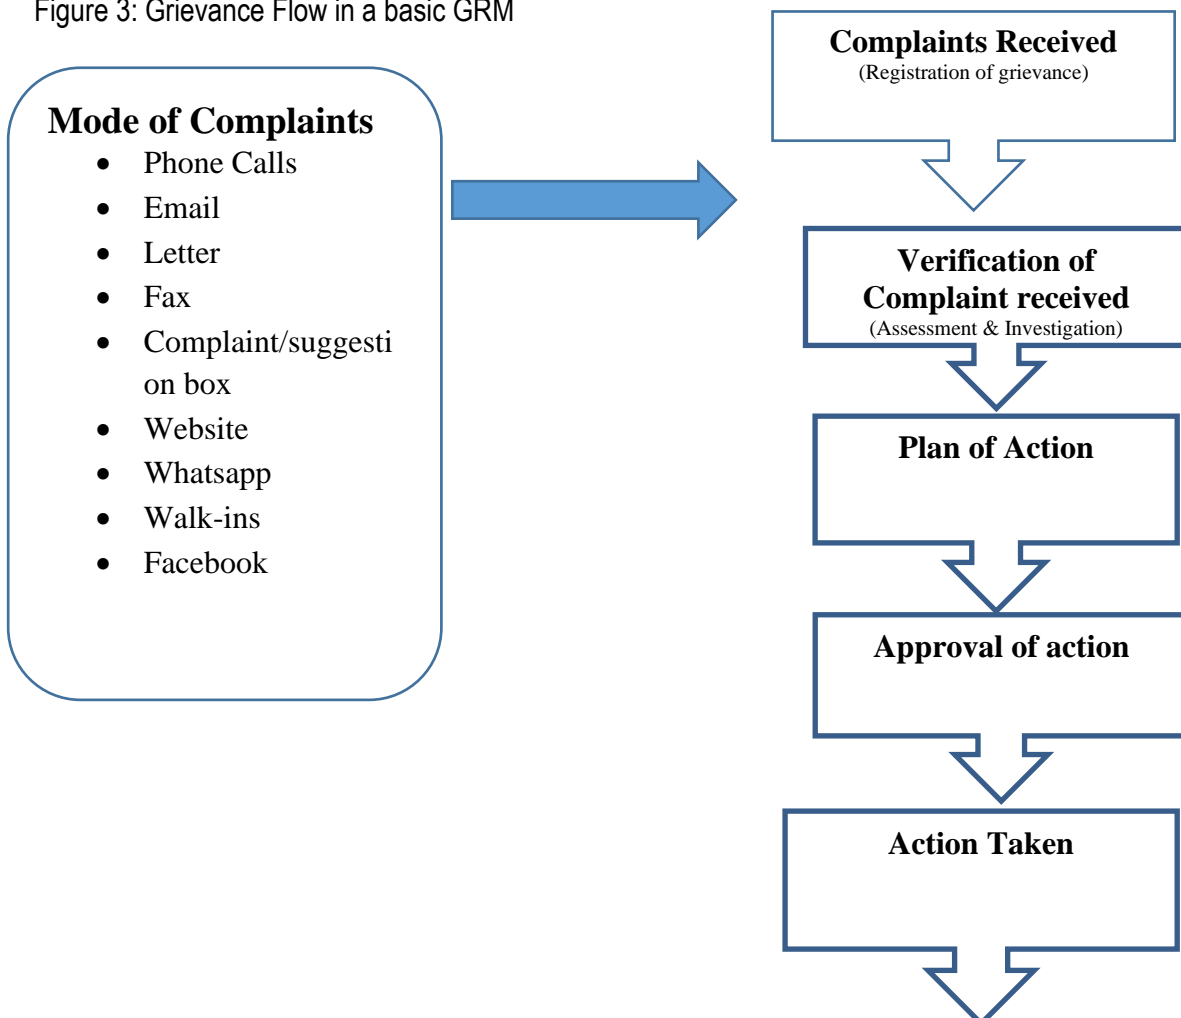 Figure 3: Grievance Flow in a basic GRM
Mode of Complaints
• Phone Calls
• Email
• Letter
• Fax
• Complaint/suggesti
on box
• Website
• Whatsapp
• Walk-ins
• Facebook
Complaints Received
(Registration of grievance)
Verification of
Complaint received
(Assessment & Investigation)
Plan of Action
Approval of action
Action Taken